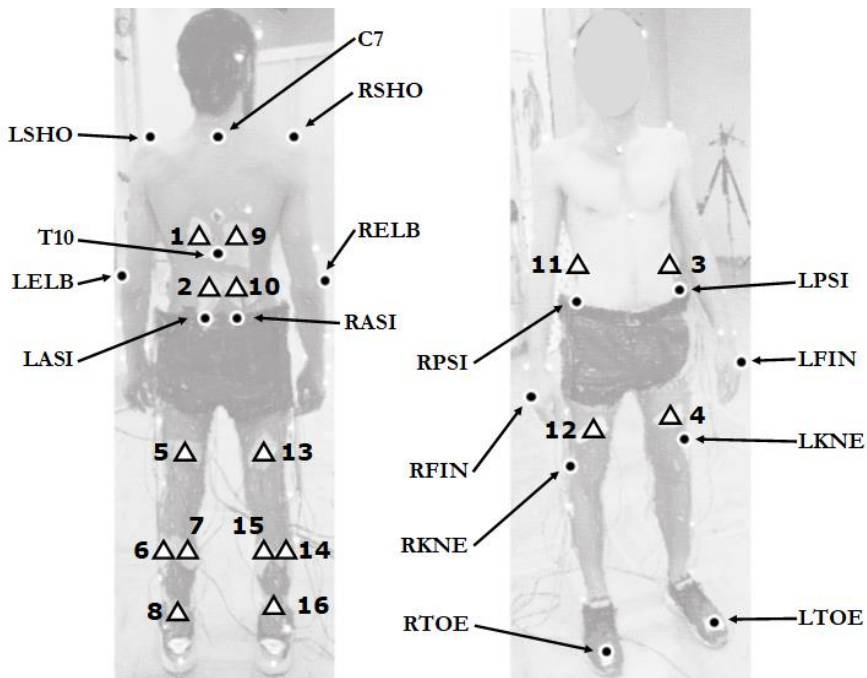 C7
RSHO
LSHO
1
9
T10
RELB
LELB
2
10
LASI
RASI
5
13
7
15
6
14
8
16
11
3
LPSI
RPSI
LFIN
12
4
RFIN
LKNE
RKNE
RTOE
LTOE